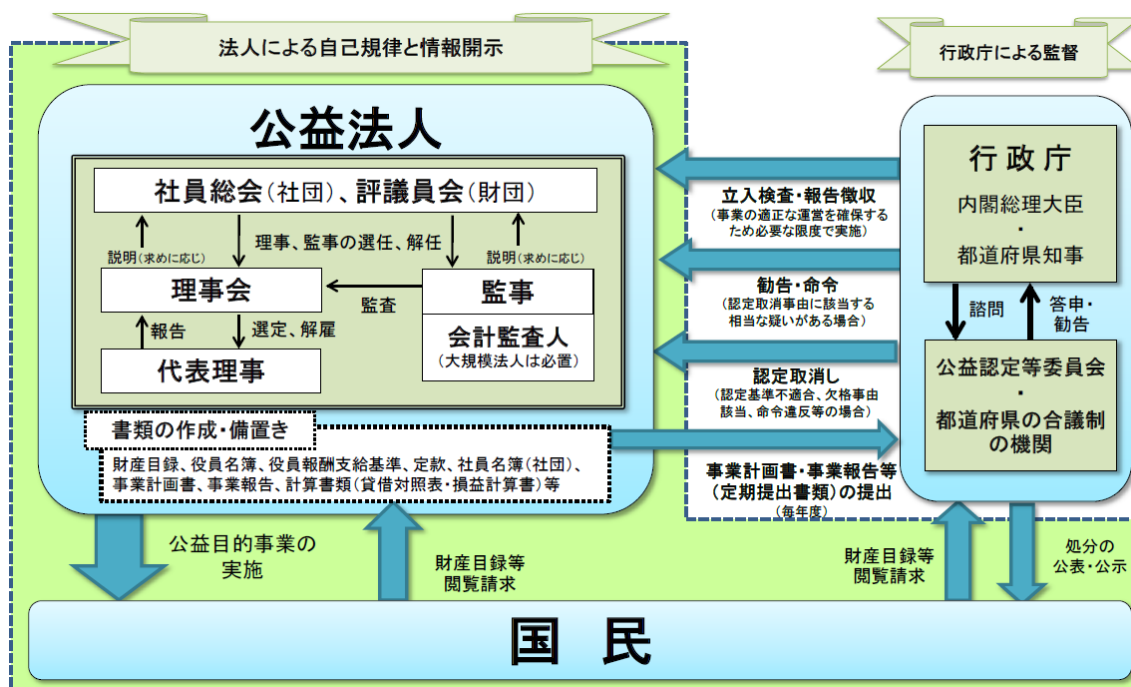 法人による自己規律と情報開示
行政庁による監督
公益法人
社員総会(社団)、評議員会(財団)
説明(求めに応じ)
理事、監事の選任、解任
説明(求めに応じ)
理事会
監査
監事
会計監査人
(大規模法人は必置)
報告
選定、解雇
代表理事
書類の作成・備置き
財産目録、役員名簿、役員報酬支給基準、定款、社員名簿(社団)、
事業計画書、事業報告、計算書類(貸借対照表・損益計算書)等
立入検査・報告徴収
(事業の適正な運営を確保する
ため必要な限度で実施)
勧告・命令
(認定取消事由に該当する
相当な疑いがある場合)
認定取消し
(認定基準不適合、欠格事由
該当、命令違反等の場合)
事業計画書・事業報告等
(定期提出書類)の提出
(毎年度)
行政庁
内閣総理大臣
・
都道府県知事
諮問
答申・
勧告
公益認定等委員会
・
都道府県の合議制
の機関
公益目的事業の
実施
財産目録等
閲覧請求
財産目録等
閲覧請求
処分の
公表・公示
国民